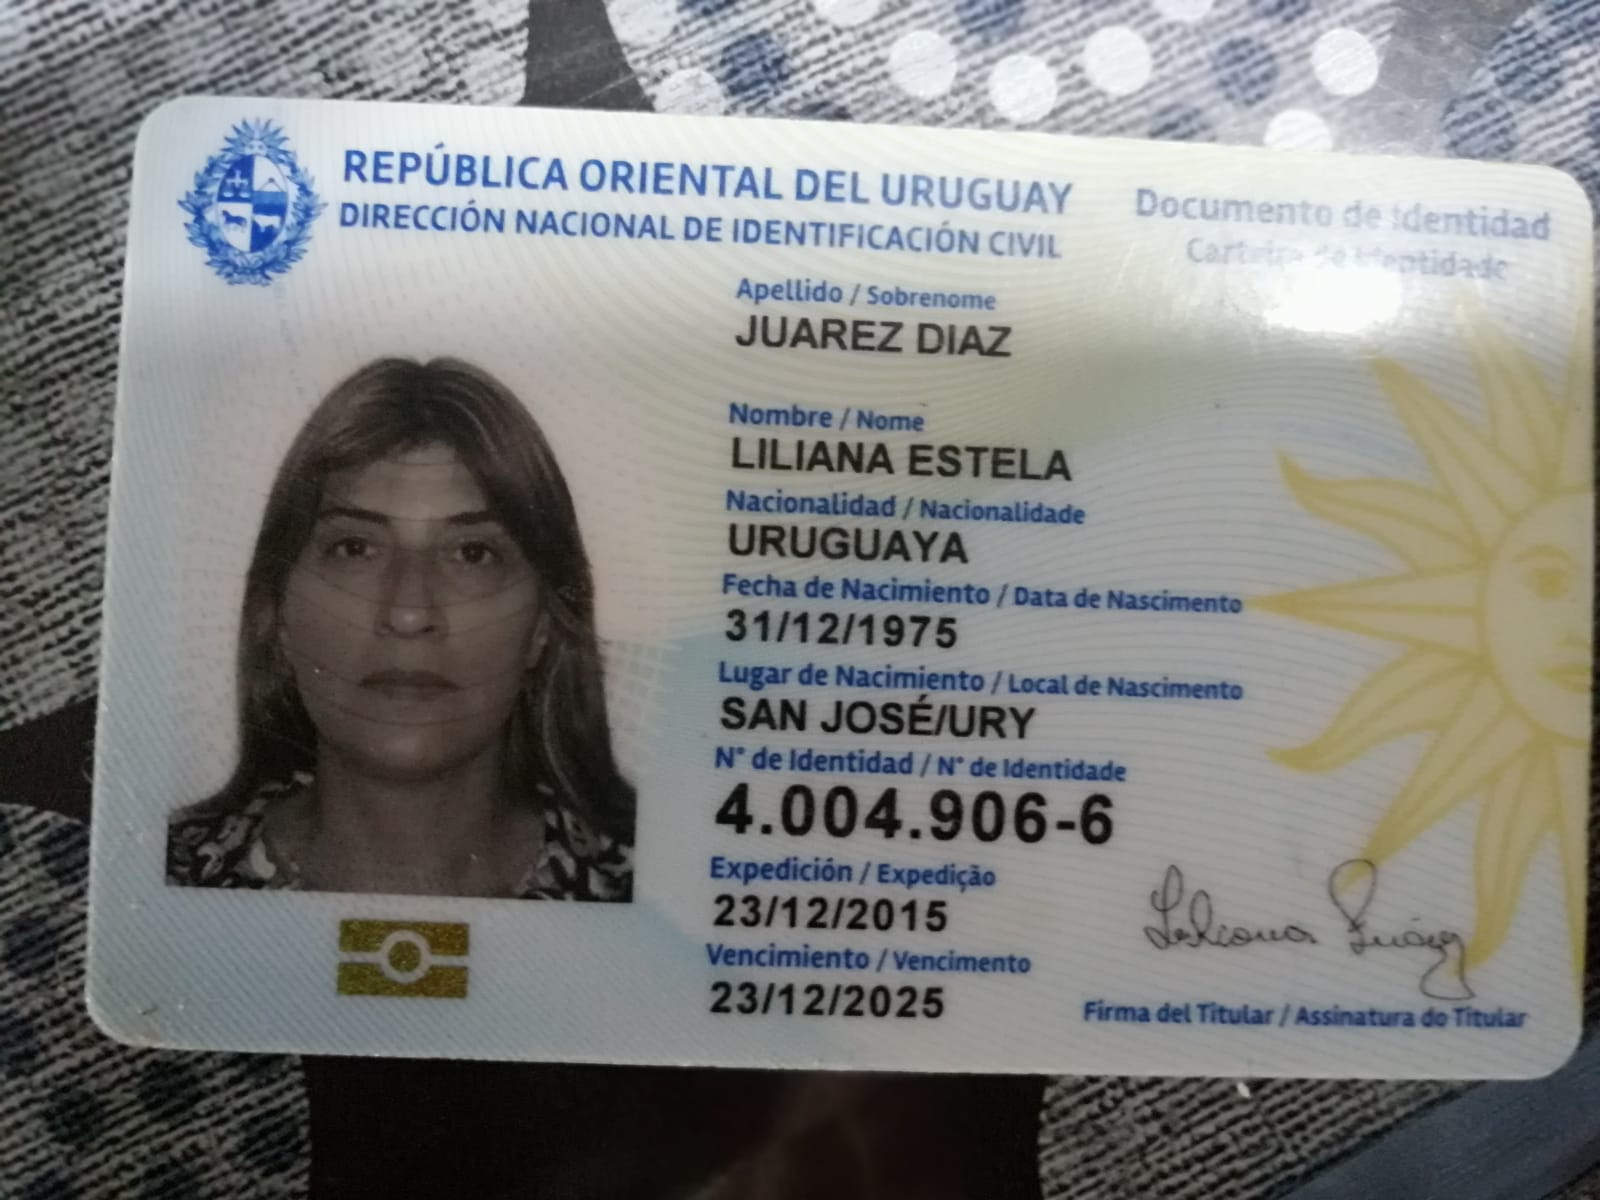 REPÚBLICA ORIENTAL DEL URUGUAY
DIRECCIÓN NACIONAL DE IDENTIFICACIÓN CIVIL
Documento de Identidad
Carteira de Identidade
Apellido / Sobrenome
JUAREZ DIAZ
Nombre / Nome
LILIANA ESTELA
Nacionalidad / Nacionalidade
URUGUAYA
Fecha de Nacimiento / Data de Nascimento
31/12/1975
Lugar de Nacimiento / Local de Nascimento
SAN JOSÉ/URY
N° de Identidad / N° de Identidade
4.004.906-6
Expedición / Expedição
23/12/2015
Vencimiento / Vencimento
23/12/2025
Liliana Juárez
Firma del Titular / Assinatura do Titular